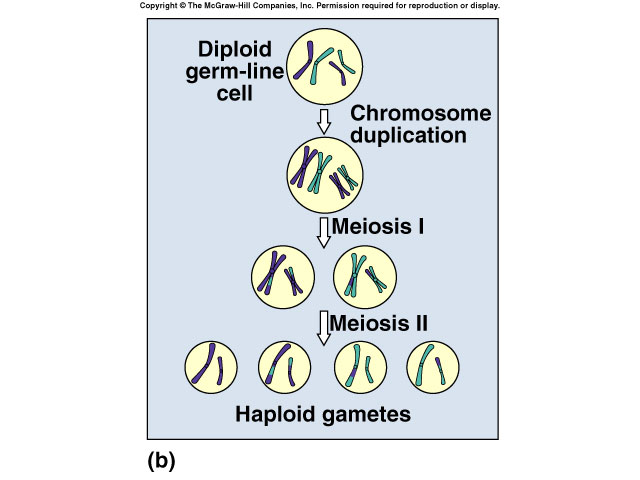 Copyright © The McGraw-Hill Companies, Inc. Permission required for reproduction or display.
Diploid
germ-line
cell
Chromosome
duplication
Meiosis I
Meiosis II
Haploid gametes
(b)